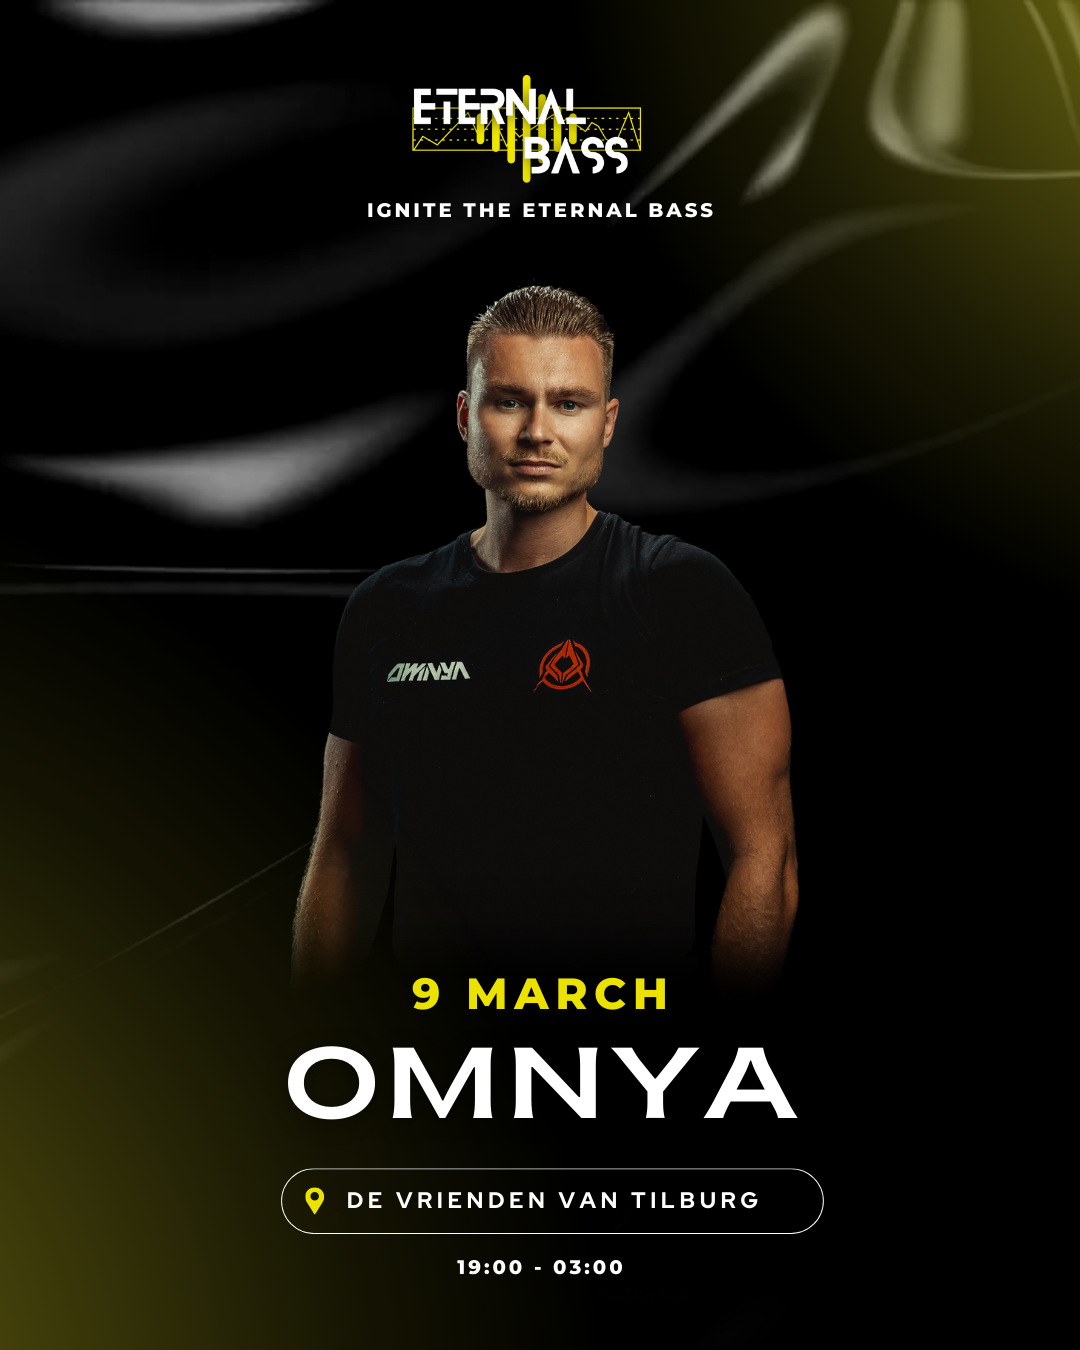 ETERNAL
BASS
IGNITE THE ETERNAL BASS
OMNYA
9 MARCH
OMNYA
DE VRIENDEN VAN TILBURG
19:00 - 03:00